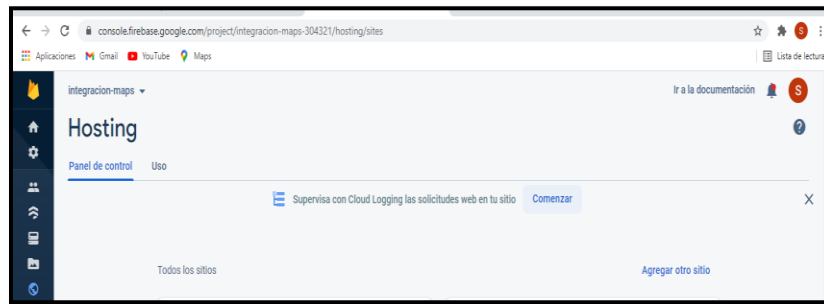 console.firebase.google.com/project/integracion-maps-304321/hosting/sites
S
Aplicaciones Gmail YouTube Maps Lista de lectura
integracion-maps Ir a la documentación S
Hosting
Panel de control Uso
Supervisa con Cloud Logging las solicitudes web en tu sitio Comenzar
Todos los sitios Agregar otro sitio